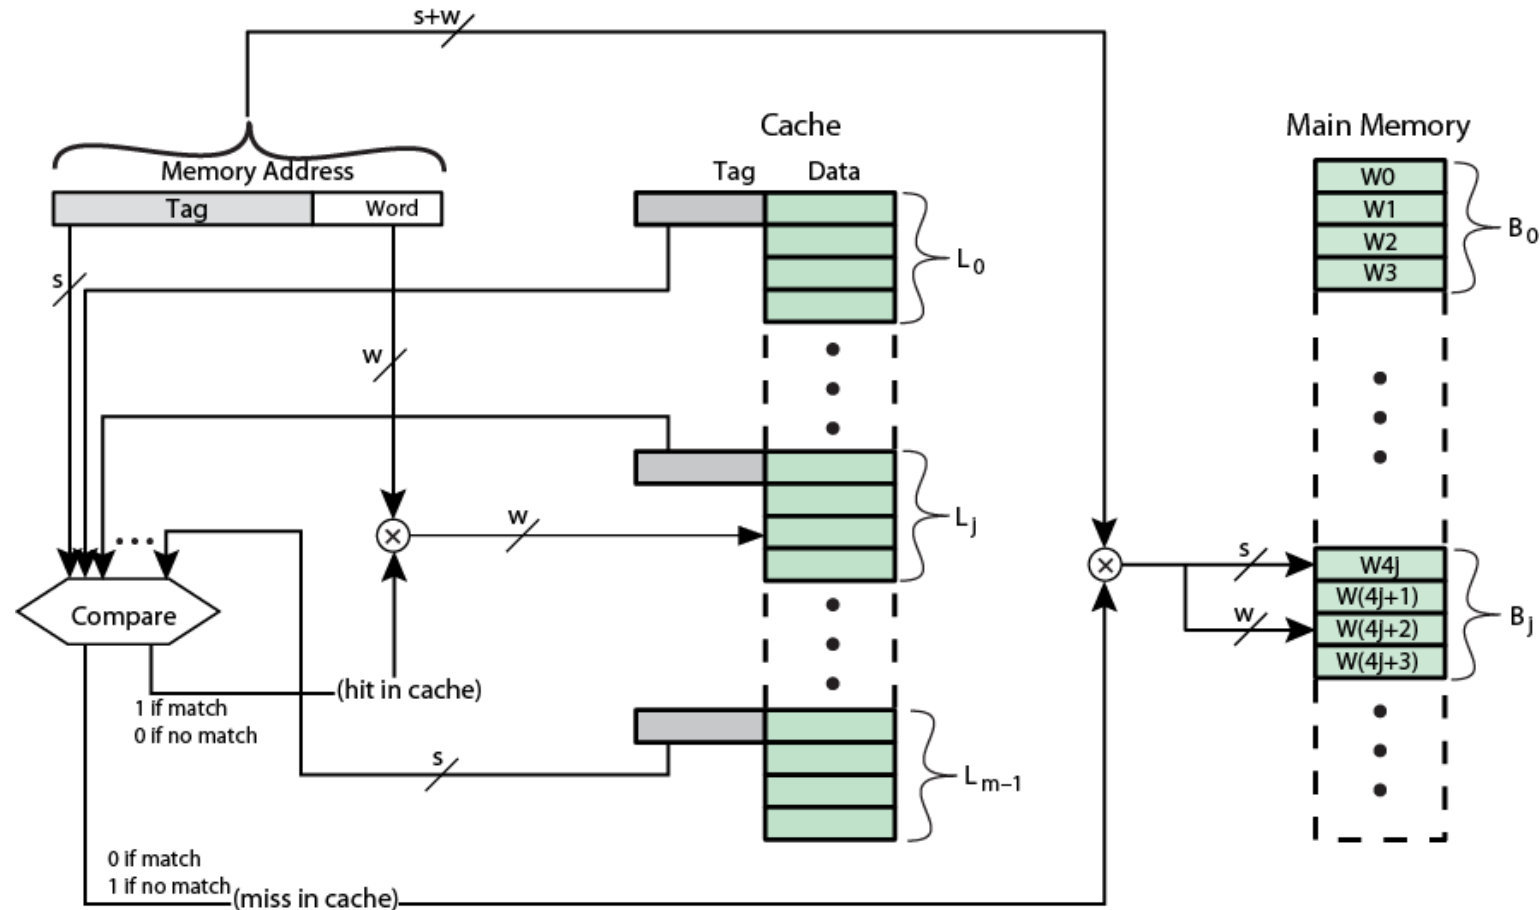 s+w
Cache
Main Memory
Memory Address
Tag
Data
Tag
Word
W0
W1
W2
W3
B0
L0
s
w
w
Lj
s
w
W4j
W(4j+1)
W(4j+2)
W(4j+3)
Bj
Compare
(hit in cache)
1 if match
0 if no match
s
Lm–1
0 if match
1 if no match
(miss in cache)